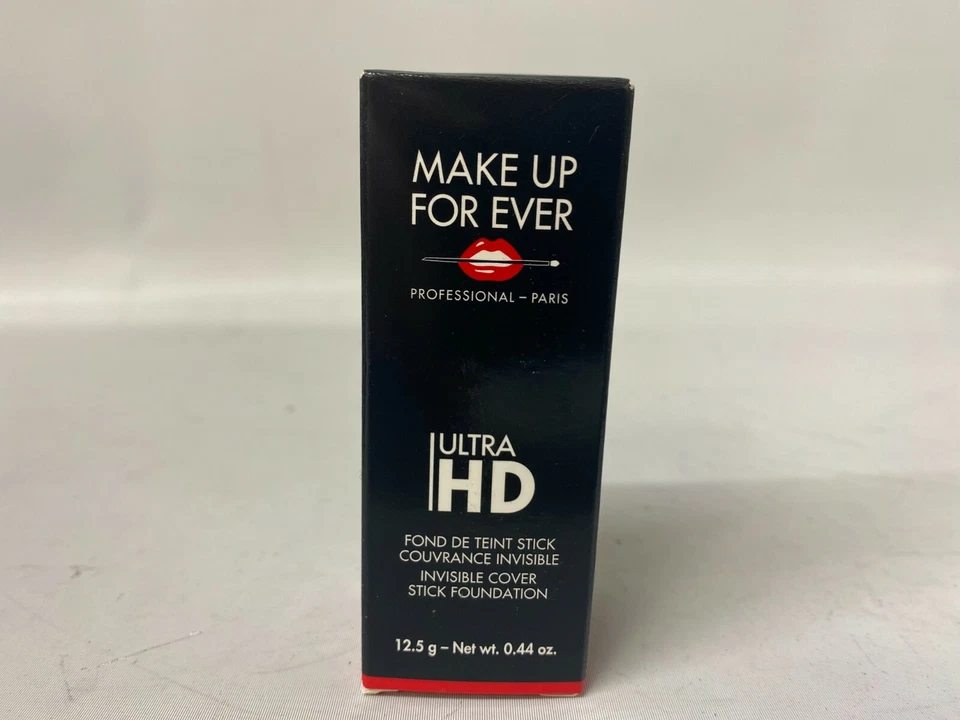 MAKE UP
FOR EVER
PROFESSIONAL – PARIS
ULTRA
HD
FOND DE TEINT STICK
COUVRANCE INVISIBLE
INVISIBLE COVER
STICK FOUNDATION
12.5 g – Net wt. 0.44 oz.